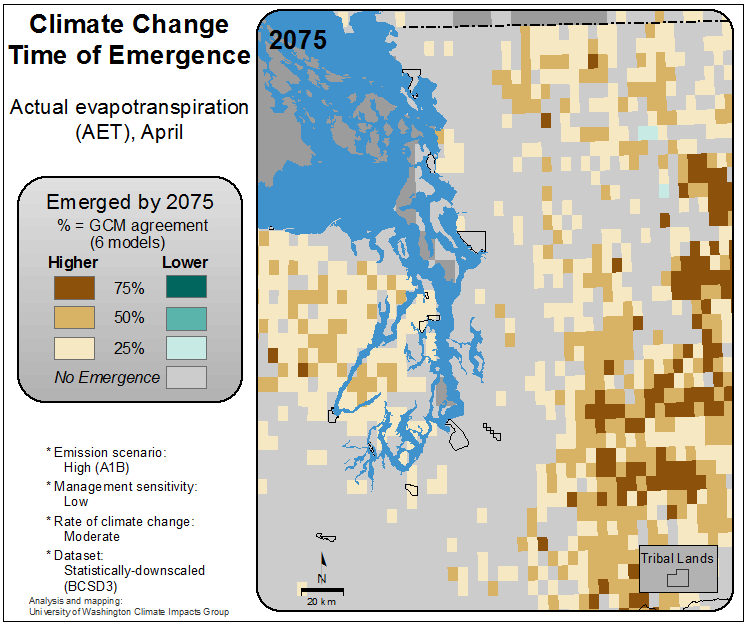 Climate Change
Time of Emergence
Actual evapotranspiration
(AET), April
Emerged by 2075
% = GCM agreement
(6 models)
Higher Lower
75%
50%
25%
No Emergence
* Emission scenario:
High (A1B)
* Management sensitivity:
Low
* Rate of climate change:
Moderate
* Dataset:
Statistically-downscaled
(BCSD3)
Analysis and mapping:
University of Washington Climate Impacts Group
2075
N
20 km
Tribal Lands